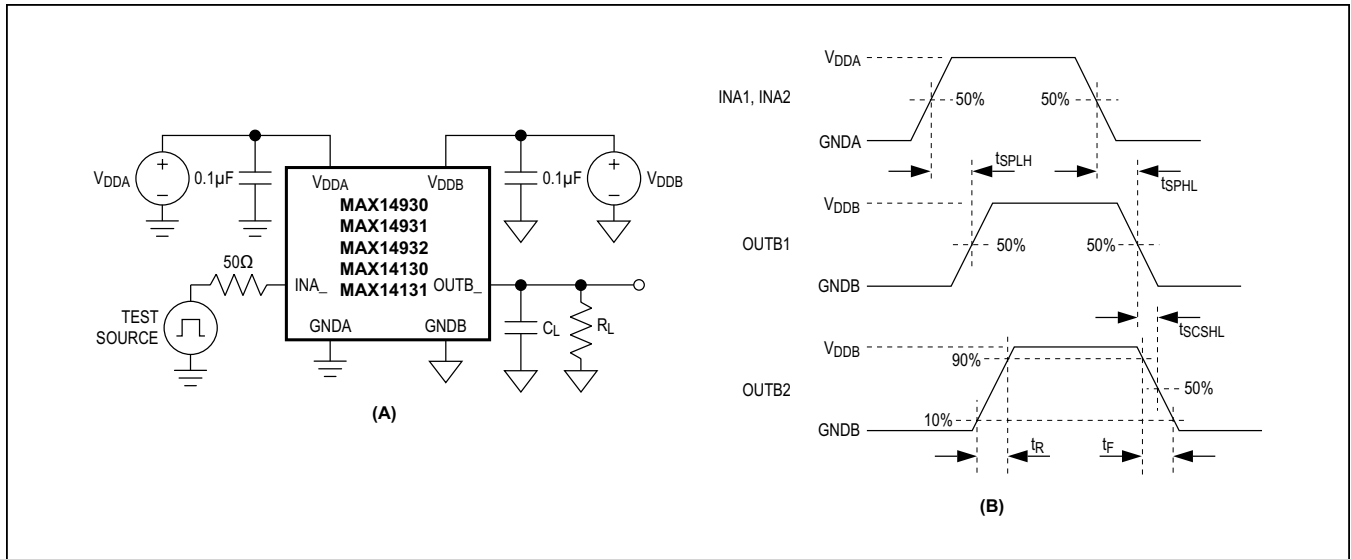 VDDA
0.1µF
VDDA
VDDB
0.1µF
VDDB
MAX14930
MAX14931
MAX14932
MAX14130
MAX14131
50Ω
INA_
OUTB_
TEST
SOURCE
GNDA
GNDB
CL
RL
(A)
VDDA
INA1, INA2
50%
50%
GNDA
tSPLH
tSPHL
VDDB
OUTB1
50%
50%
GNDB
tSCSHL
VDDB
90%
OUTB2
50%
10%
GNDB
tR
tF
(B)